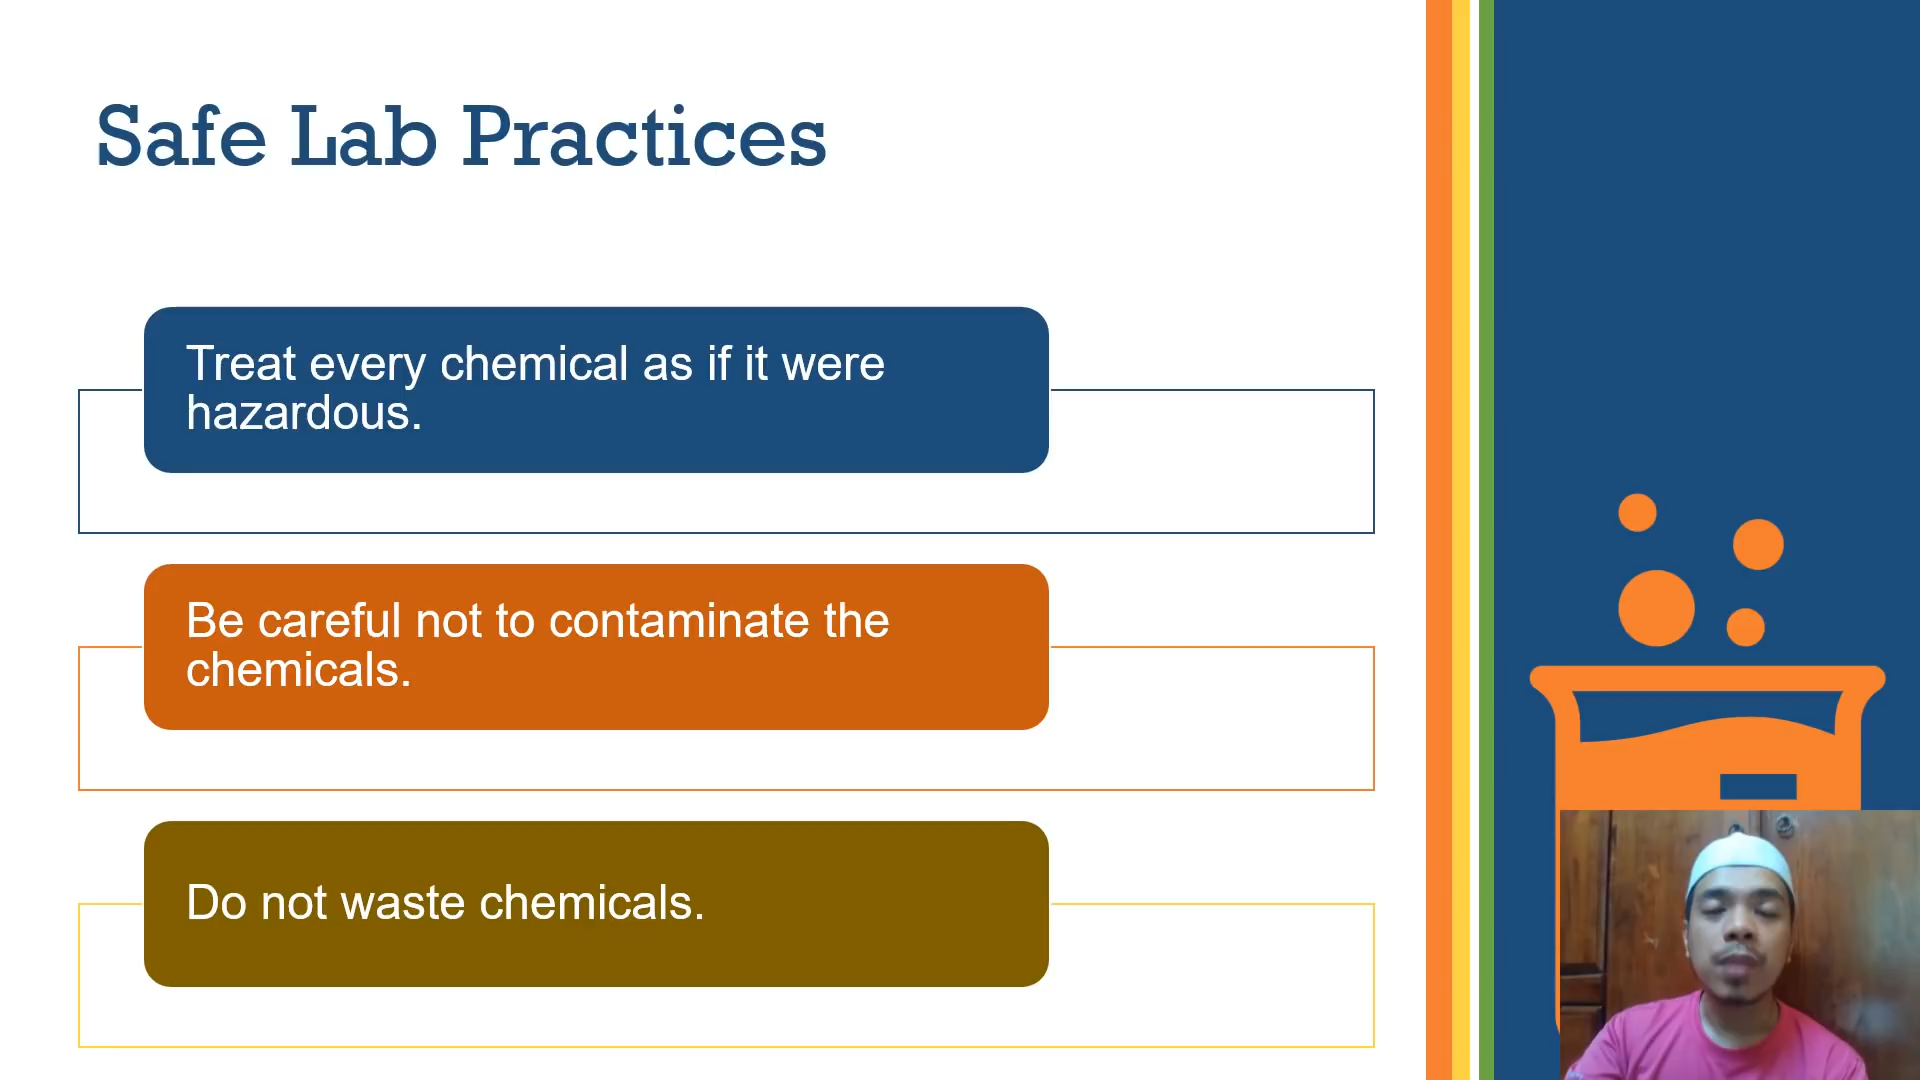 Safe Lab Practices
Treat every chemical as if it were
hazardous.
Be careful not to contaminate the
chemicals.
Do not waste chemicals.